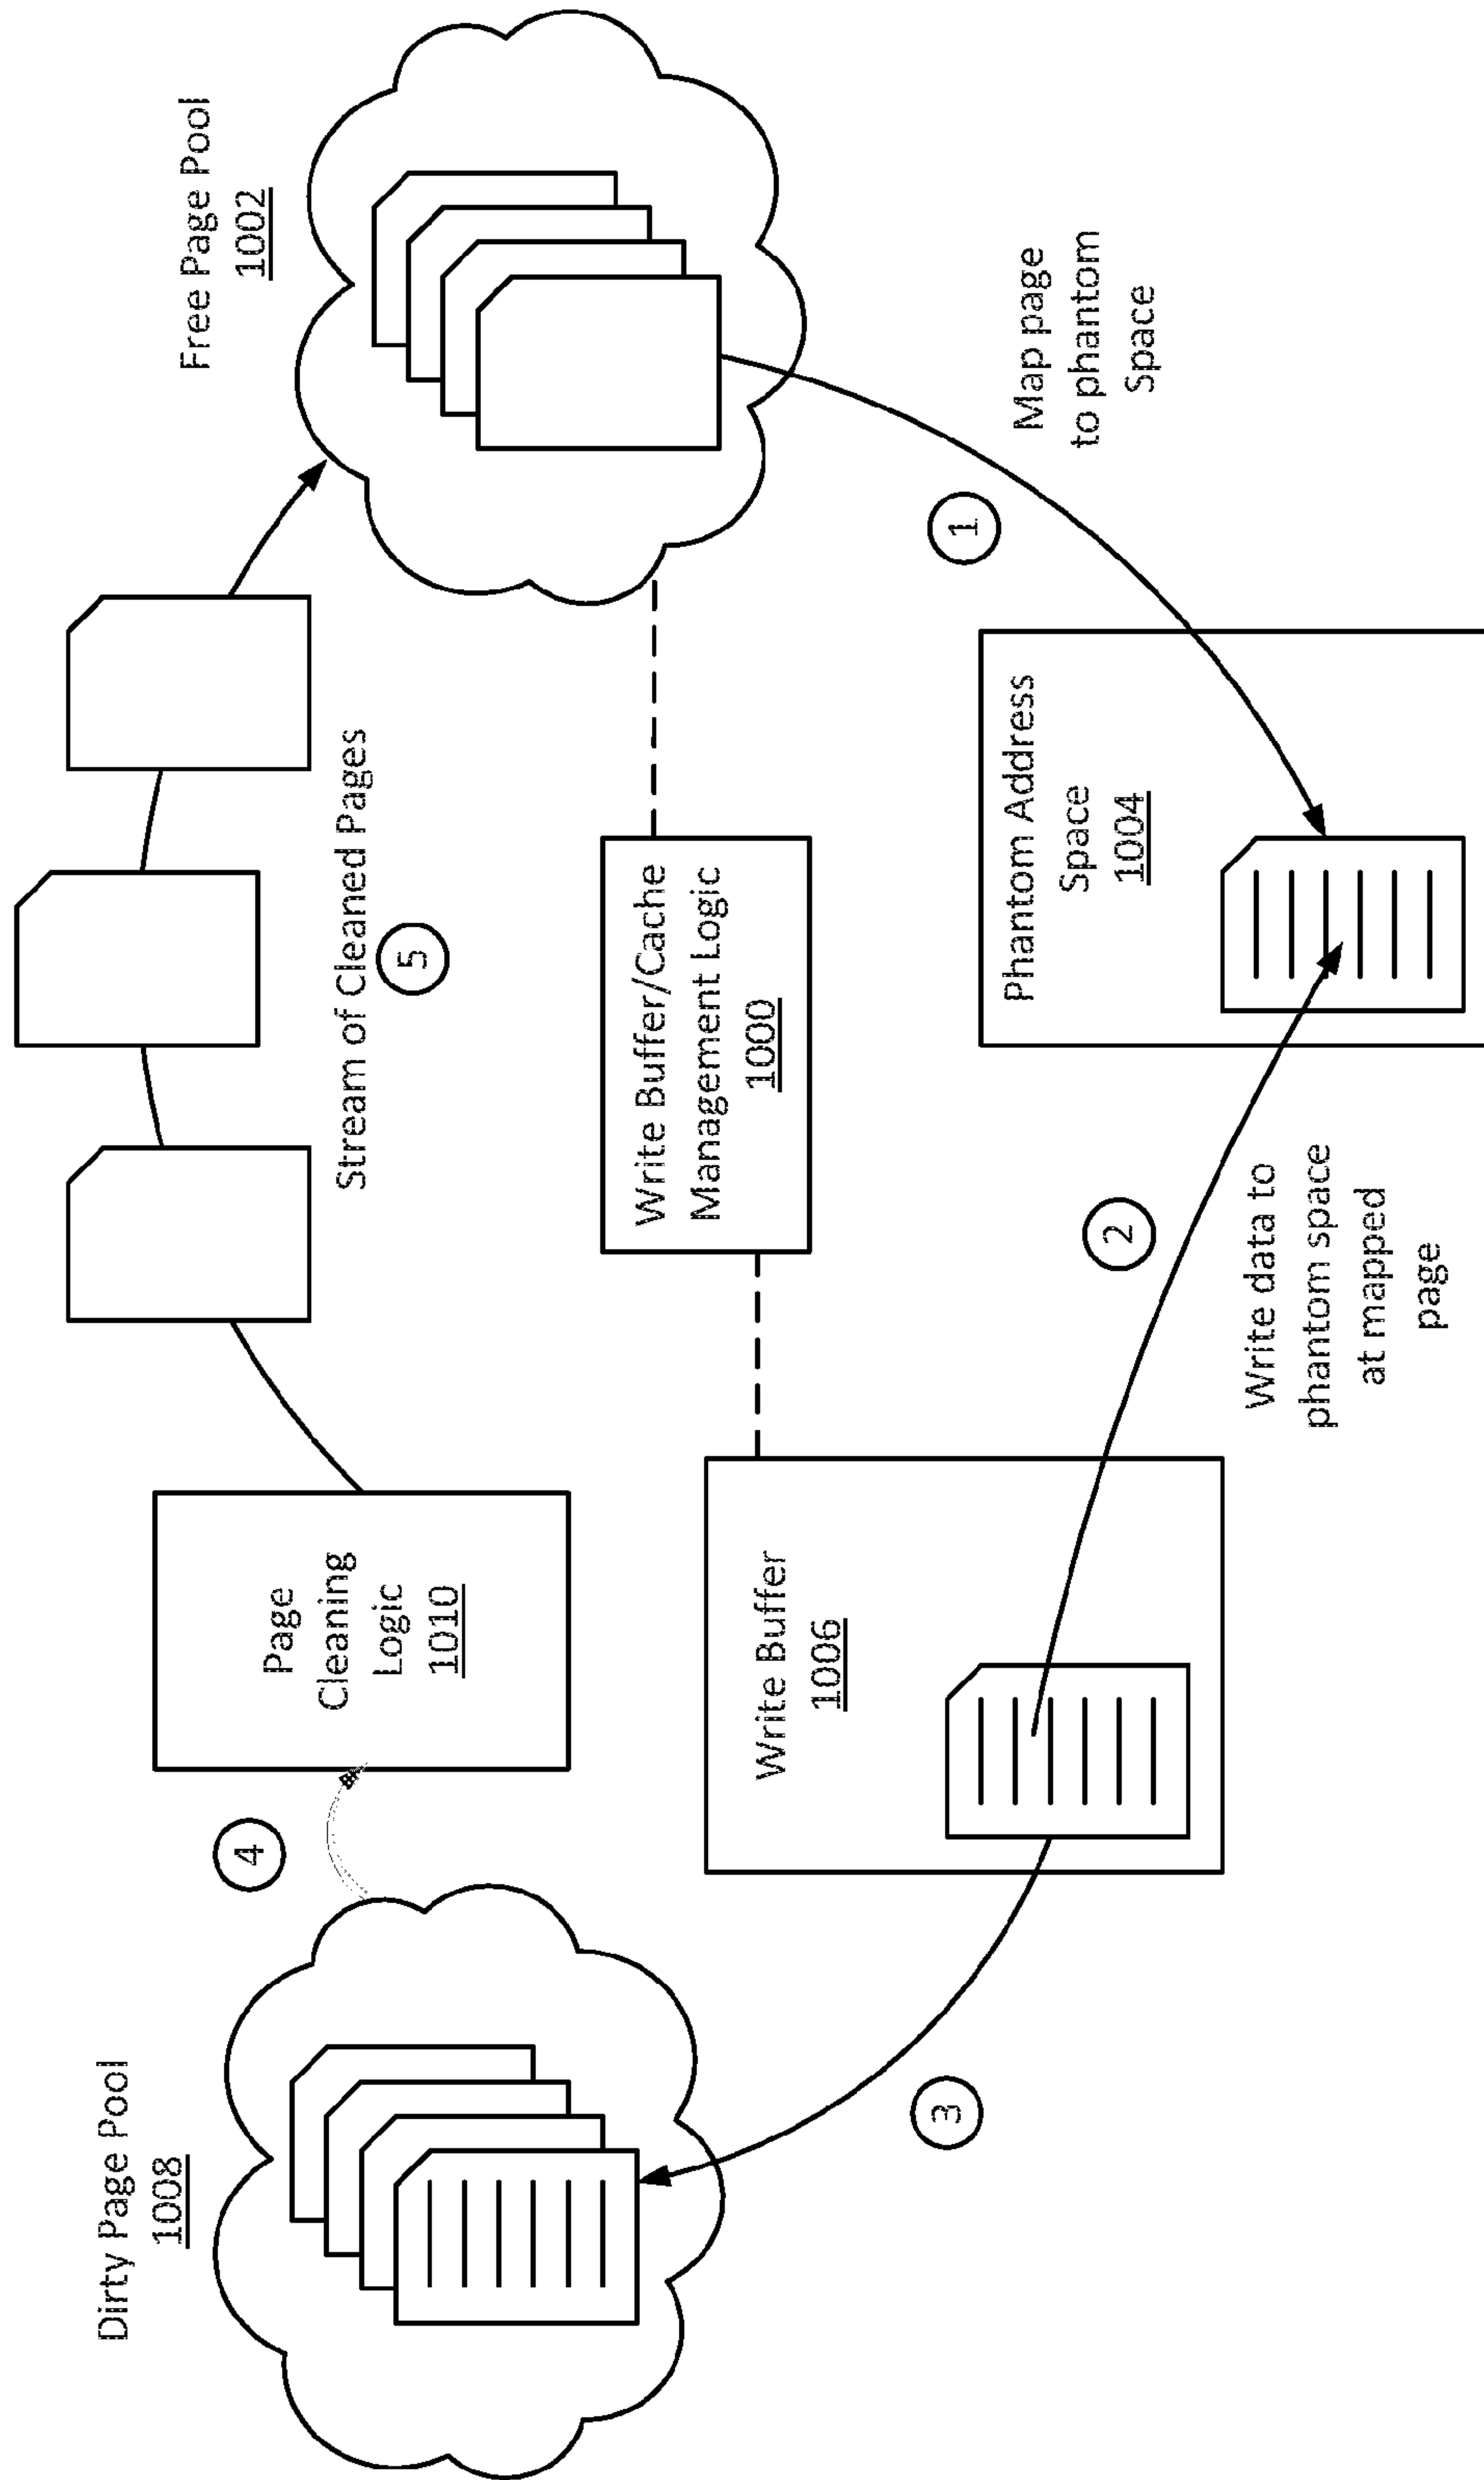 Dirty Page Pool
1008
4
Page
Cleaning
Logic
1010
Stream of Cleaned Pages
5
Free Page Pool
1002
Write Buffer/Cache
Management Logic
1000
Write Buffer
1006
3
2
Write data to
phantom space
at mapped
page
Phantom Address
Space
1004
1
Map page
to phantom
Space